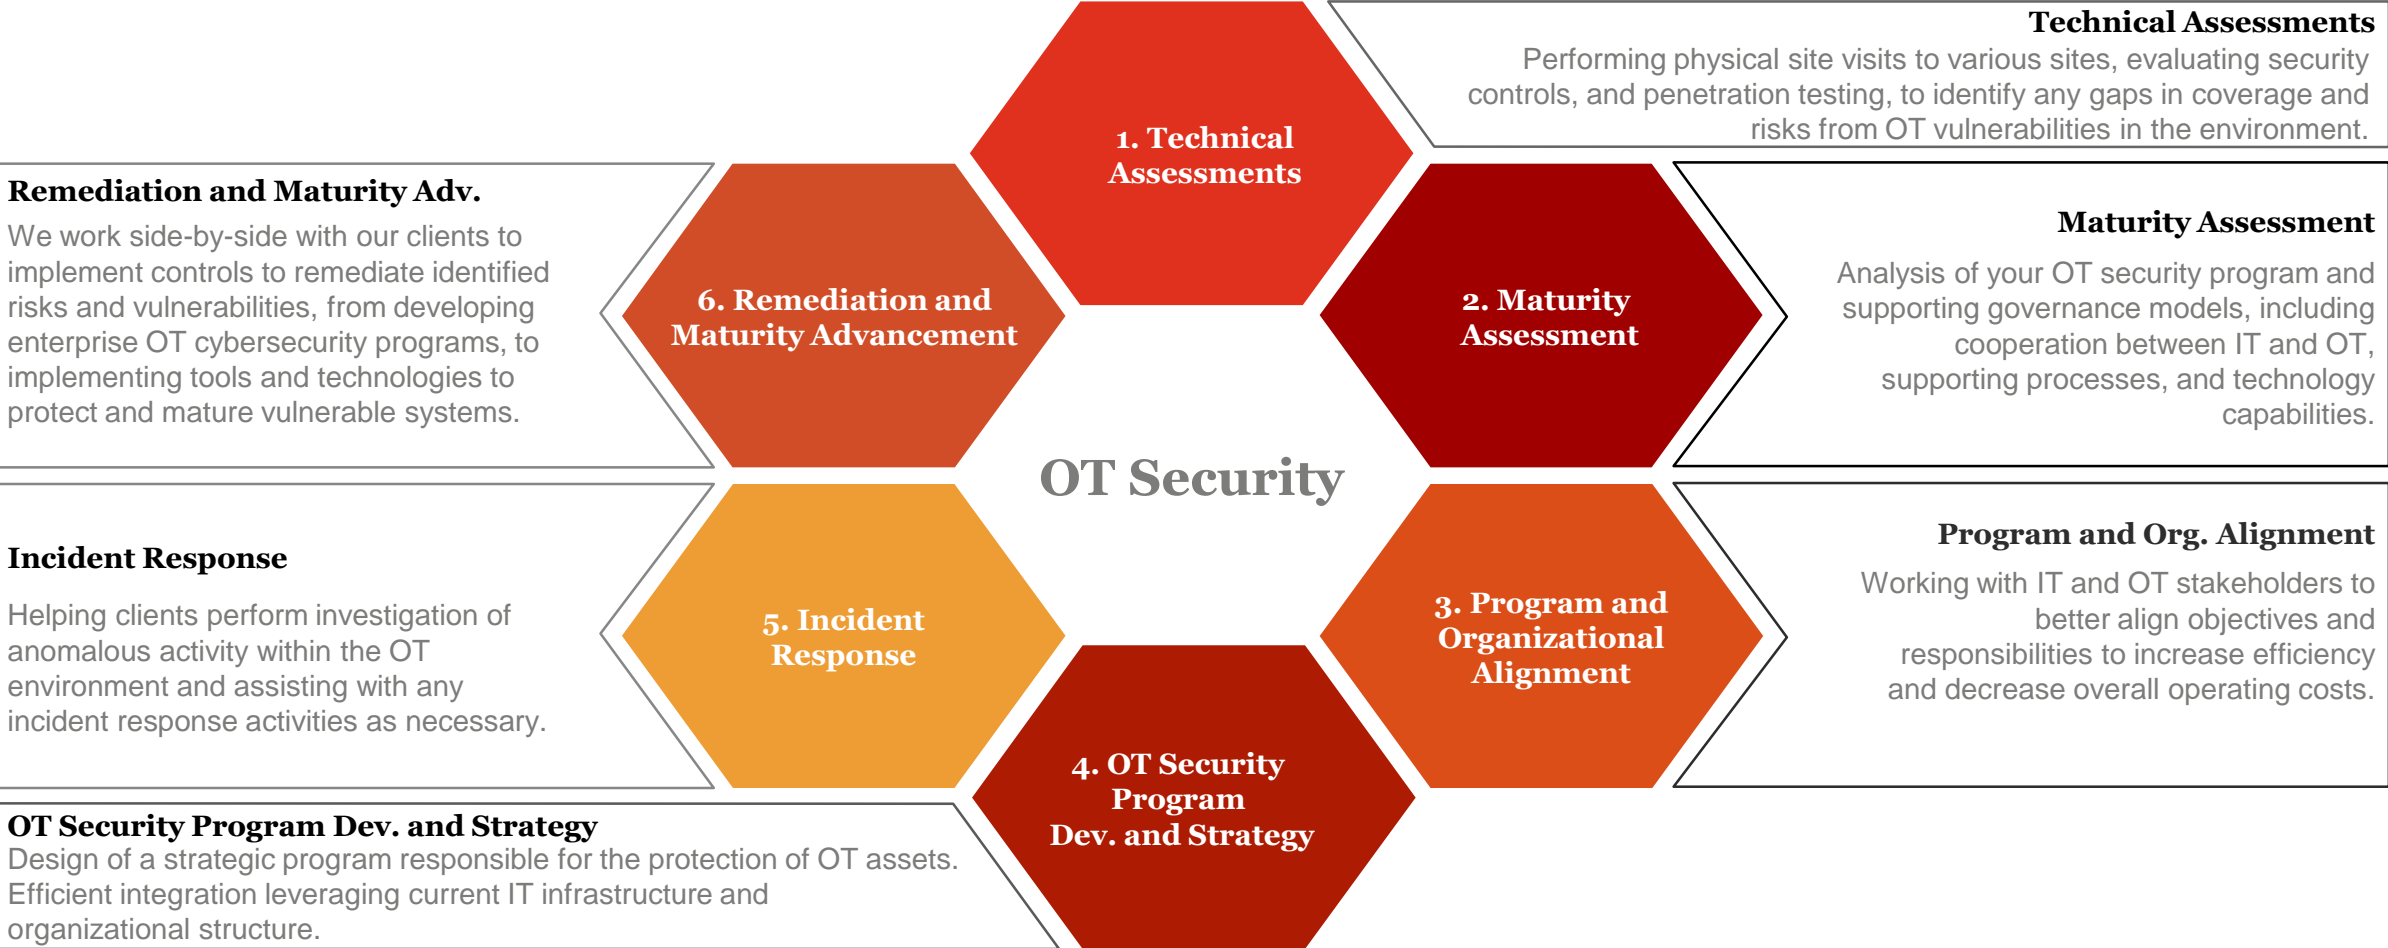 Technical Assessments
Performing physical site visits to various sites, evaluating security
controls, and penetration testing, to identify any gaps in coverage and
risks from OT vulnerabilities in the environment.
1. Technical
Assessments
Remediation and Maturity Adv.
We work side-by-side with our clients to
implement controls to remediate identified
risks and vulnerabilities, from developing
enterprise OT cybersecurity programs, to
implementing tools and technologies to
protect and mature vulnerable systems.
6. Remediation and
Maturity Advancement
2. Maturity
Assessment
Maturity Assessment
Analysis of your OT security program and
supporting governance models, including
cooperation between IT and OT,
supporting processes, and technology
capabilities.
OT Security
Incident Response
Helping clients perform investigation of
anomalous activity within the OT
environment and assisting with any
incident response activities as necessary.
5. Incident
Response
3. Program and
Organizational
Alignment
Program and Org. Alignment
Working with IT and OT stakeholders to
better align objectives and
responsibilities to increase efficiency
and decrease overall operating costs.
4. OT Security
Program
Dev. and Strategy
OT Security Program Dev. and Strategy
Design of a strategic program responsible for the protection of OT assets.
Efficient integration leveraging current IT infrastructure and
organizational structure.